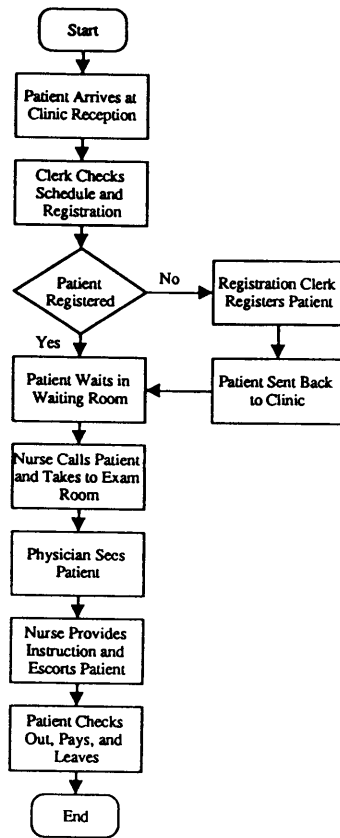 Start
Patient Arrives at
Clinic Reception
Clerk Checks
Schedule and
Registration
Patient
Registered
No
Registration Clerk
Registers Patient
Yes
Patient Waits in
Waiting Room
Patient Sent Back
to Clinic
Nurse Calls Patient
and Takes to Exam
Room
Physician Secs
Patient
Nurse Provides
Instruction and
Escorts Patient
Patient Checks
Out, Pays, and
Leaves
End